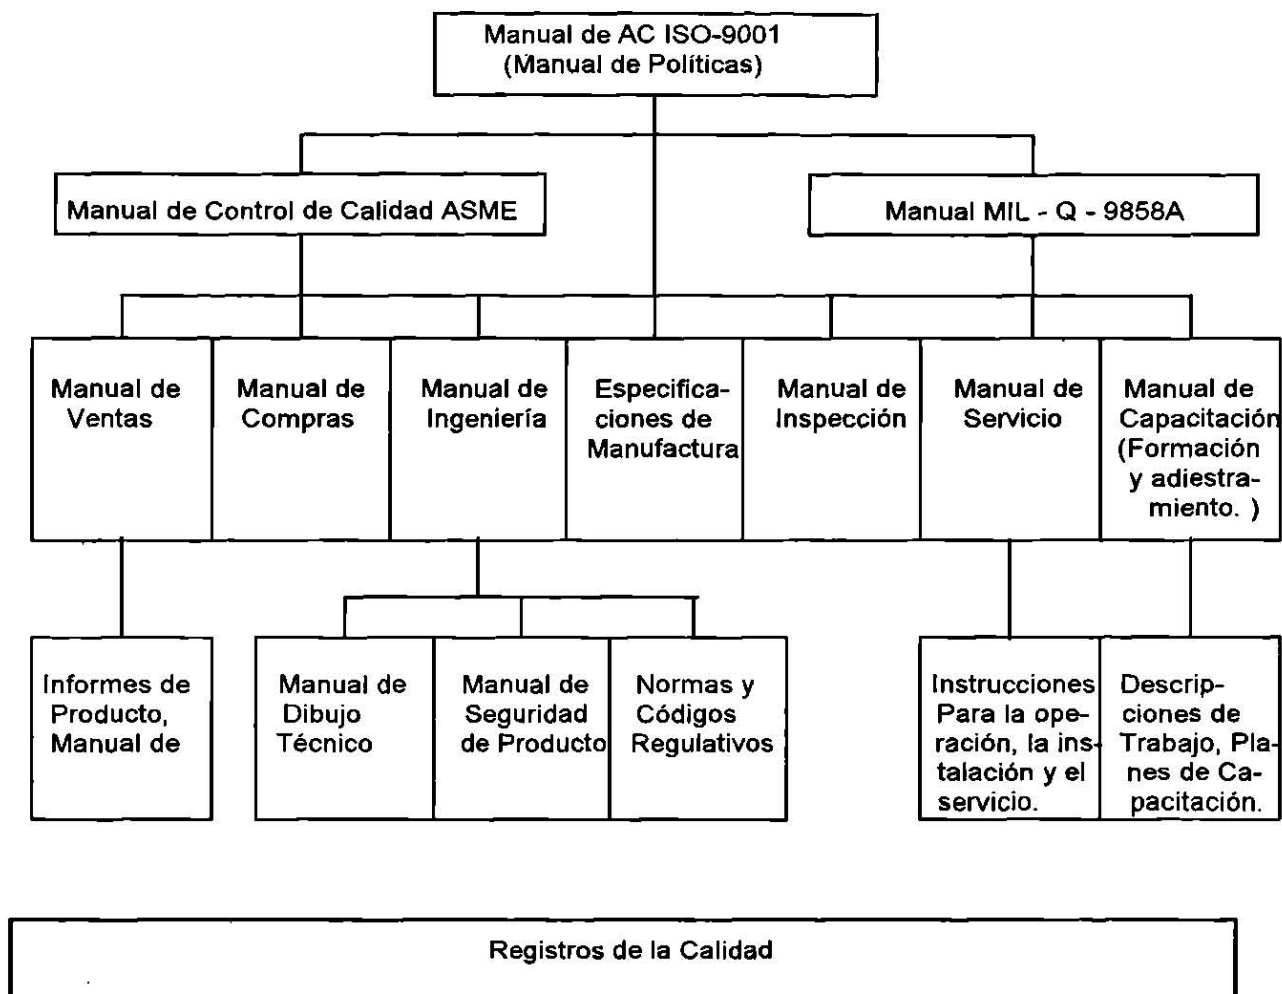 Manual de AC ISO-9001
(Manual de Políticas)
Manual de Control de Calidad ASME
Manual MIL - Q - 9858A
Manual de
Ventas
Manual de
Compras
Manual de
Ingeniería
Especifica-
ciones de
Manufactura
Manual de
Inspección
Manual de
Servicio
Manual de
Capacitación
(Formación
y adiestra-
miento. )
Informes de
Producto,
Manual de
Manual de
Dibujo
Técnico
Manual de
Seguridad
de Producto
Normas y
Códigos
Regulativos
Instrucciones
Para la ope-
ración, la ins-
talación y el
servicio.
Descrip-
ciones de
Trabajo, Pla-
nes de Ca-
pacitación.
Registros de la Calidad